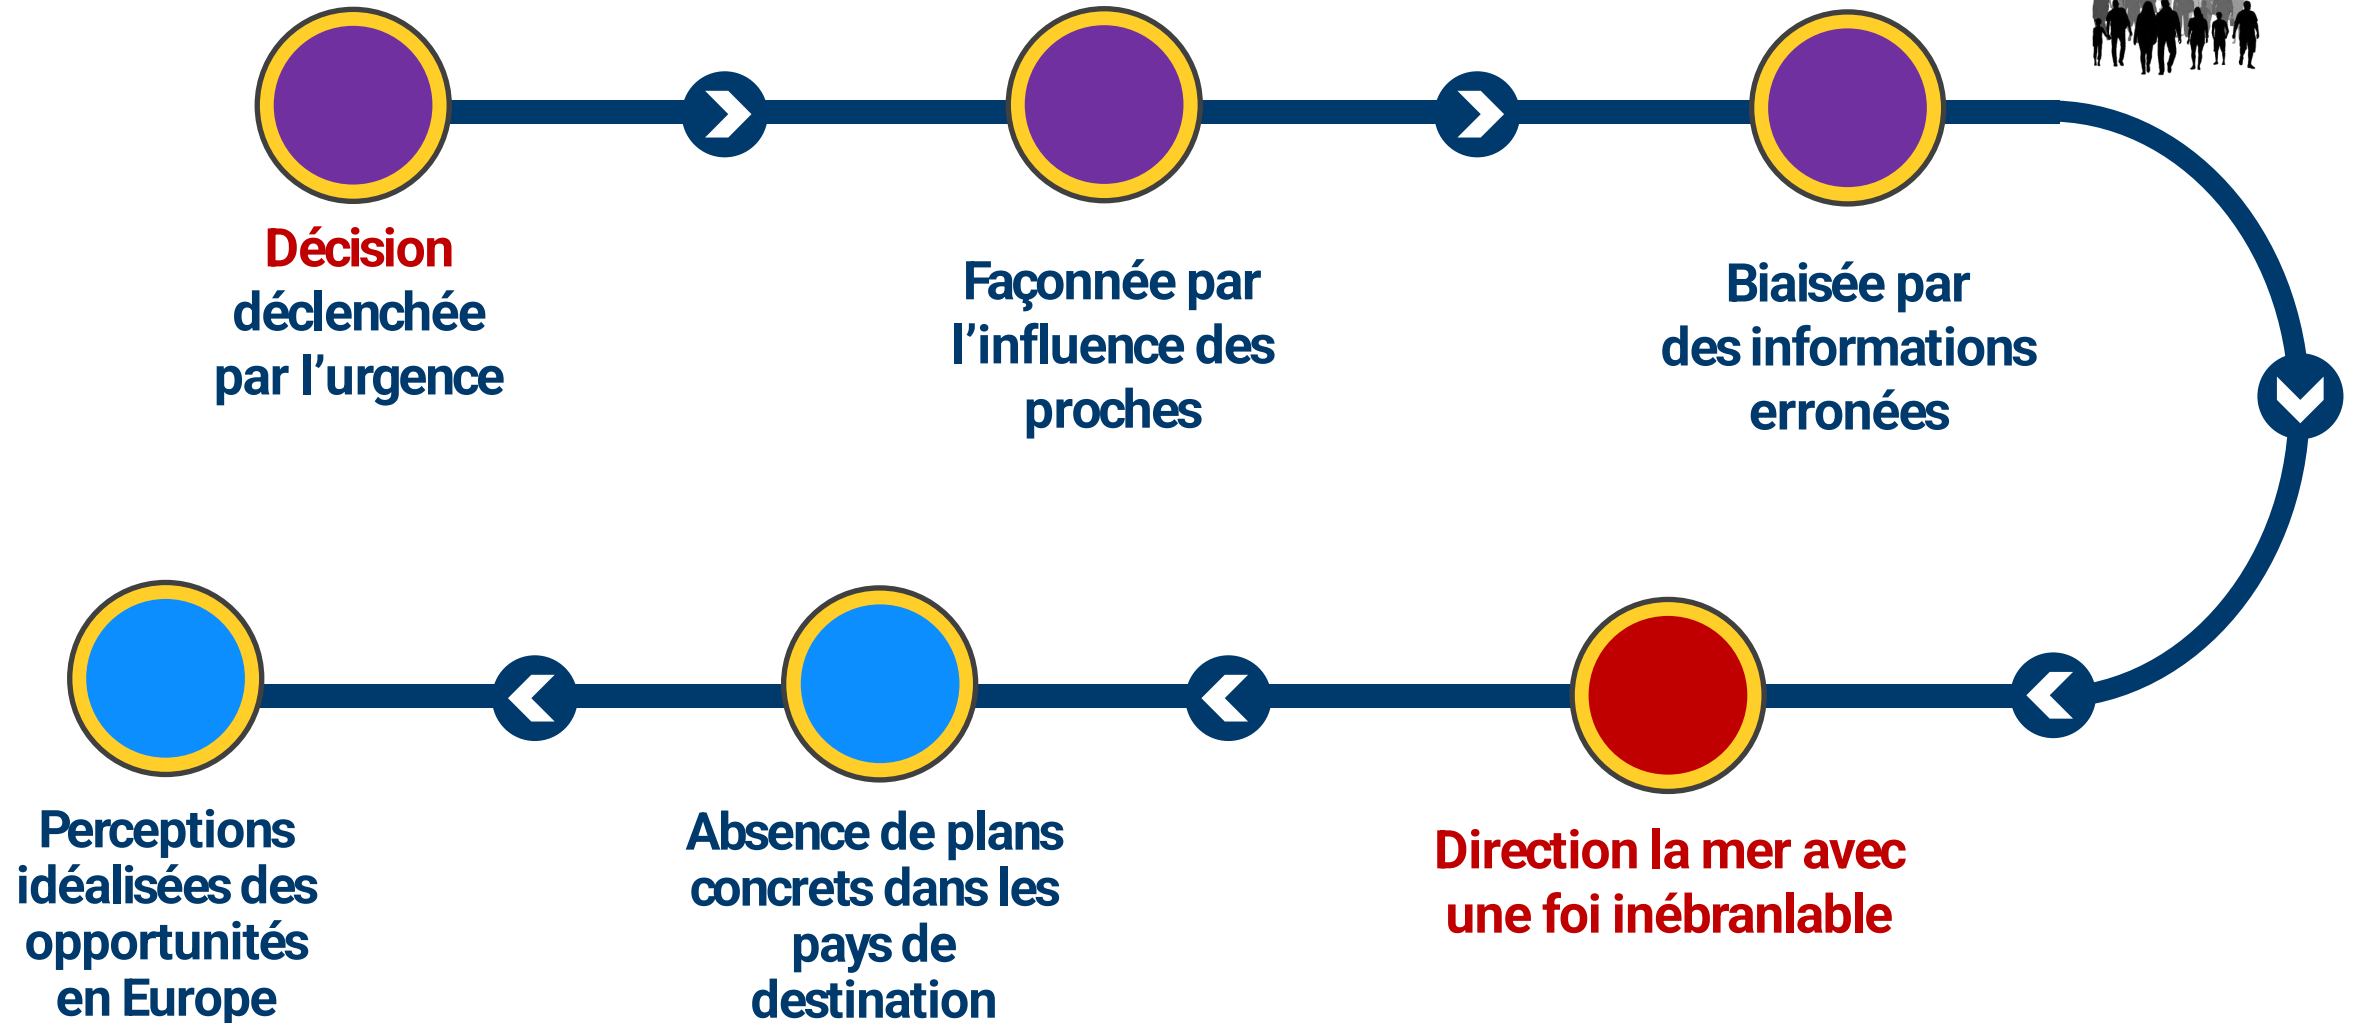 Décision
déclenchée
par l’urgence
Façonnée par
l’influence des
proches
Biaisée par
des informations
erronées
Direction la mer avec
une foi inébranlable
Absence de plans
concrets dans les
pays de
destination
Perceptions
idéalisées des
opportunités
en Europe